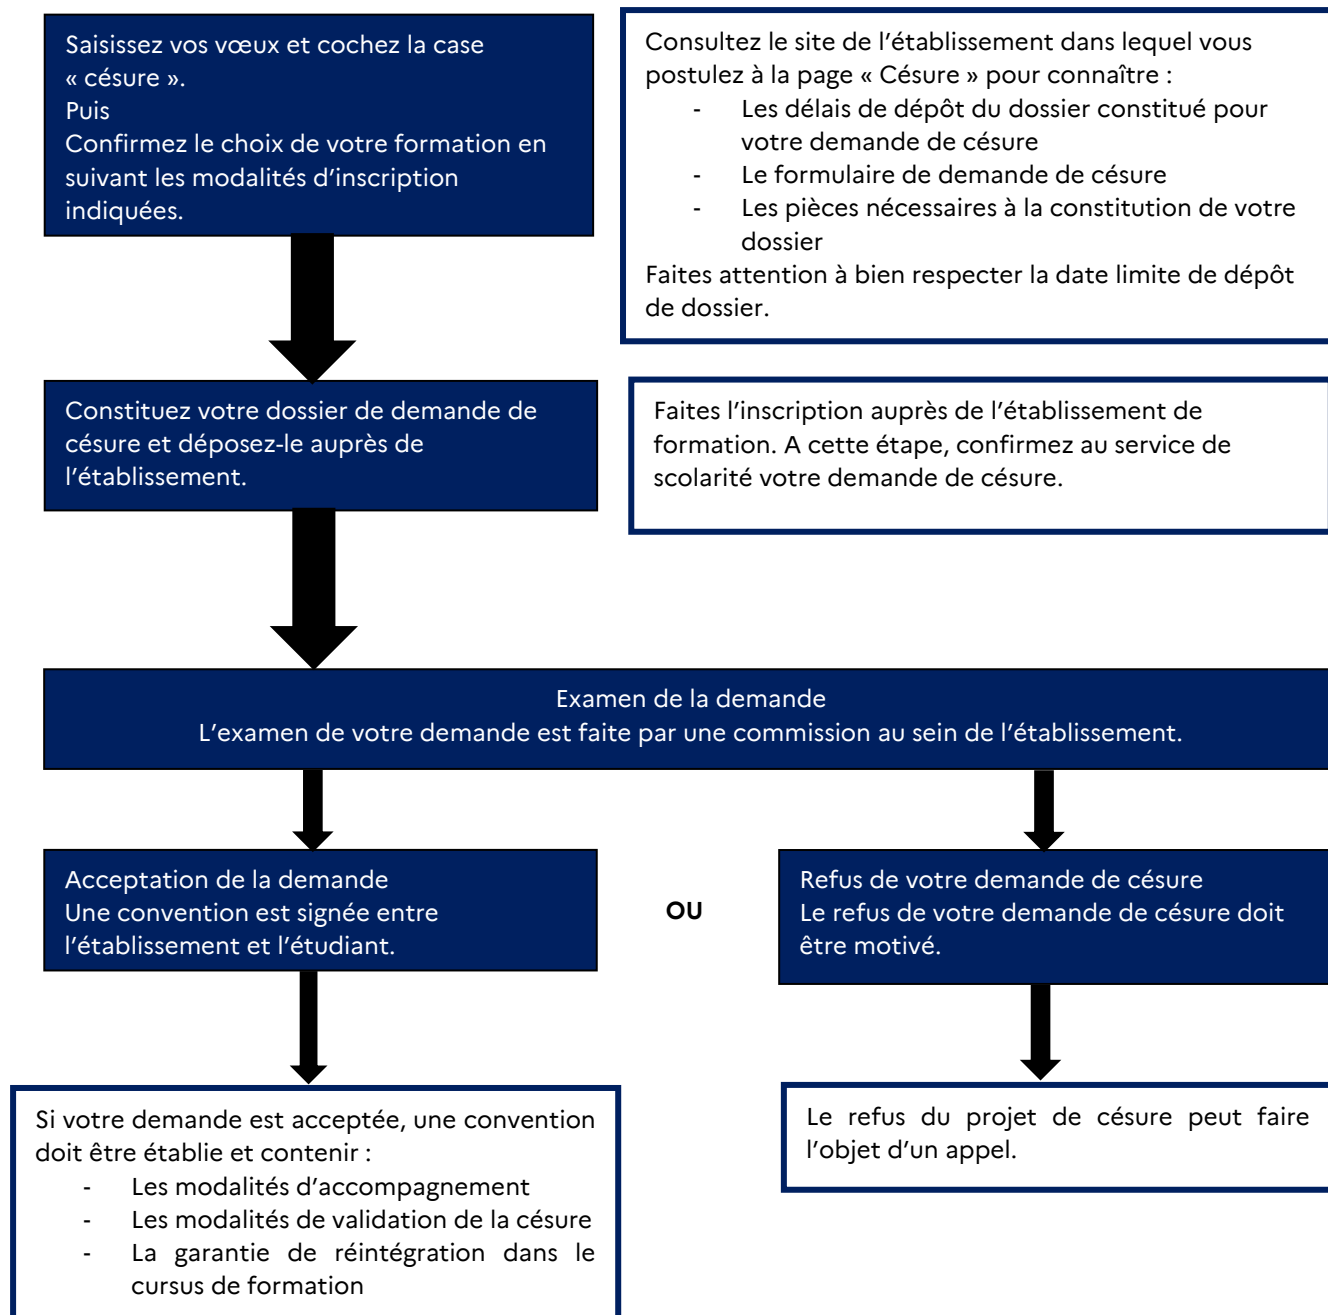 Saisissez vos vœux et cochez la case
« césure ».
Puis
Confirmez le choix de votre formation en
suivant les modalités d’inscription
indiquées.
Consultez le site de l’établissement dans lequel vous
postulez à la page « Césure » pour connaître :
- Les délais de dépôt du dossier constitué pour
votre demande de césure
- Le formulaire de demande de césure
- Les pièces nécessaires à la constitution de votre
dossier
Faites attention à bien respecter la date limite de dépôt
de dossier.
Constituez votre dossier de demande de
césure et déposez-le auprès de
l’établissement.
Faites l’inscription auprès de l’établissement de
formation. A cette étape, confirmez au service de
scolarité votre demande de césure.
Examen de la demande
L’examen de votre demande est faite par une commission au sein de l’établissement.
Acceptation de la demande
Une convention est signée entre
l’établissement et l’étudiant.
OU
Refus de votre demande de césure
Le refus de votre demande de césure doit
être motivé.
Si votre demande est acceptée, une convention
doit être établie et contenir :
- Les modalités d’accompagnement
- Les modalités de validation de la césure
- La garantie de réintégration dans le
cursus de formation
Le refus du projet de césure peut faire
l’objet d’un appel.